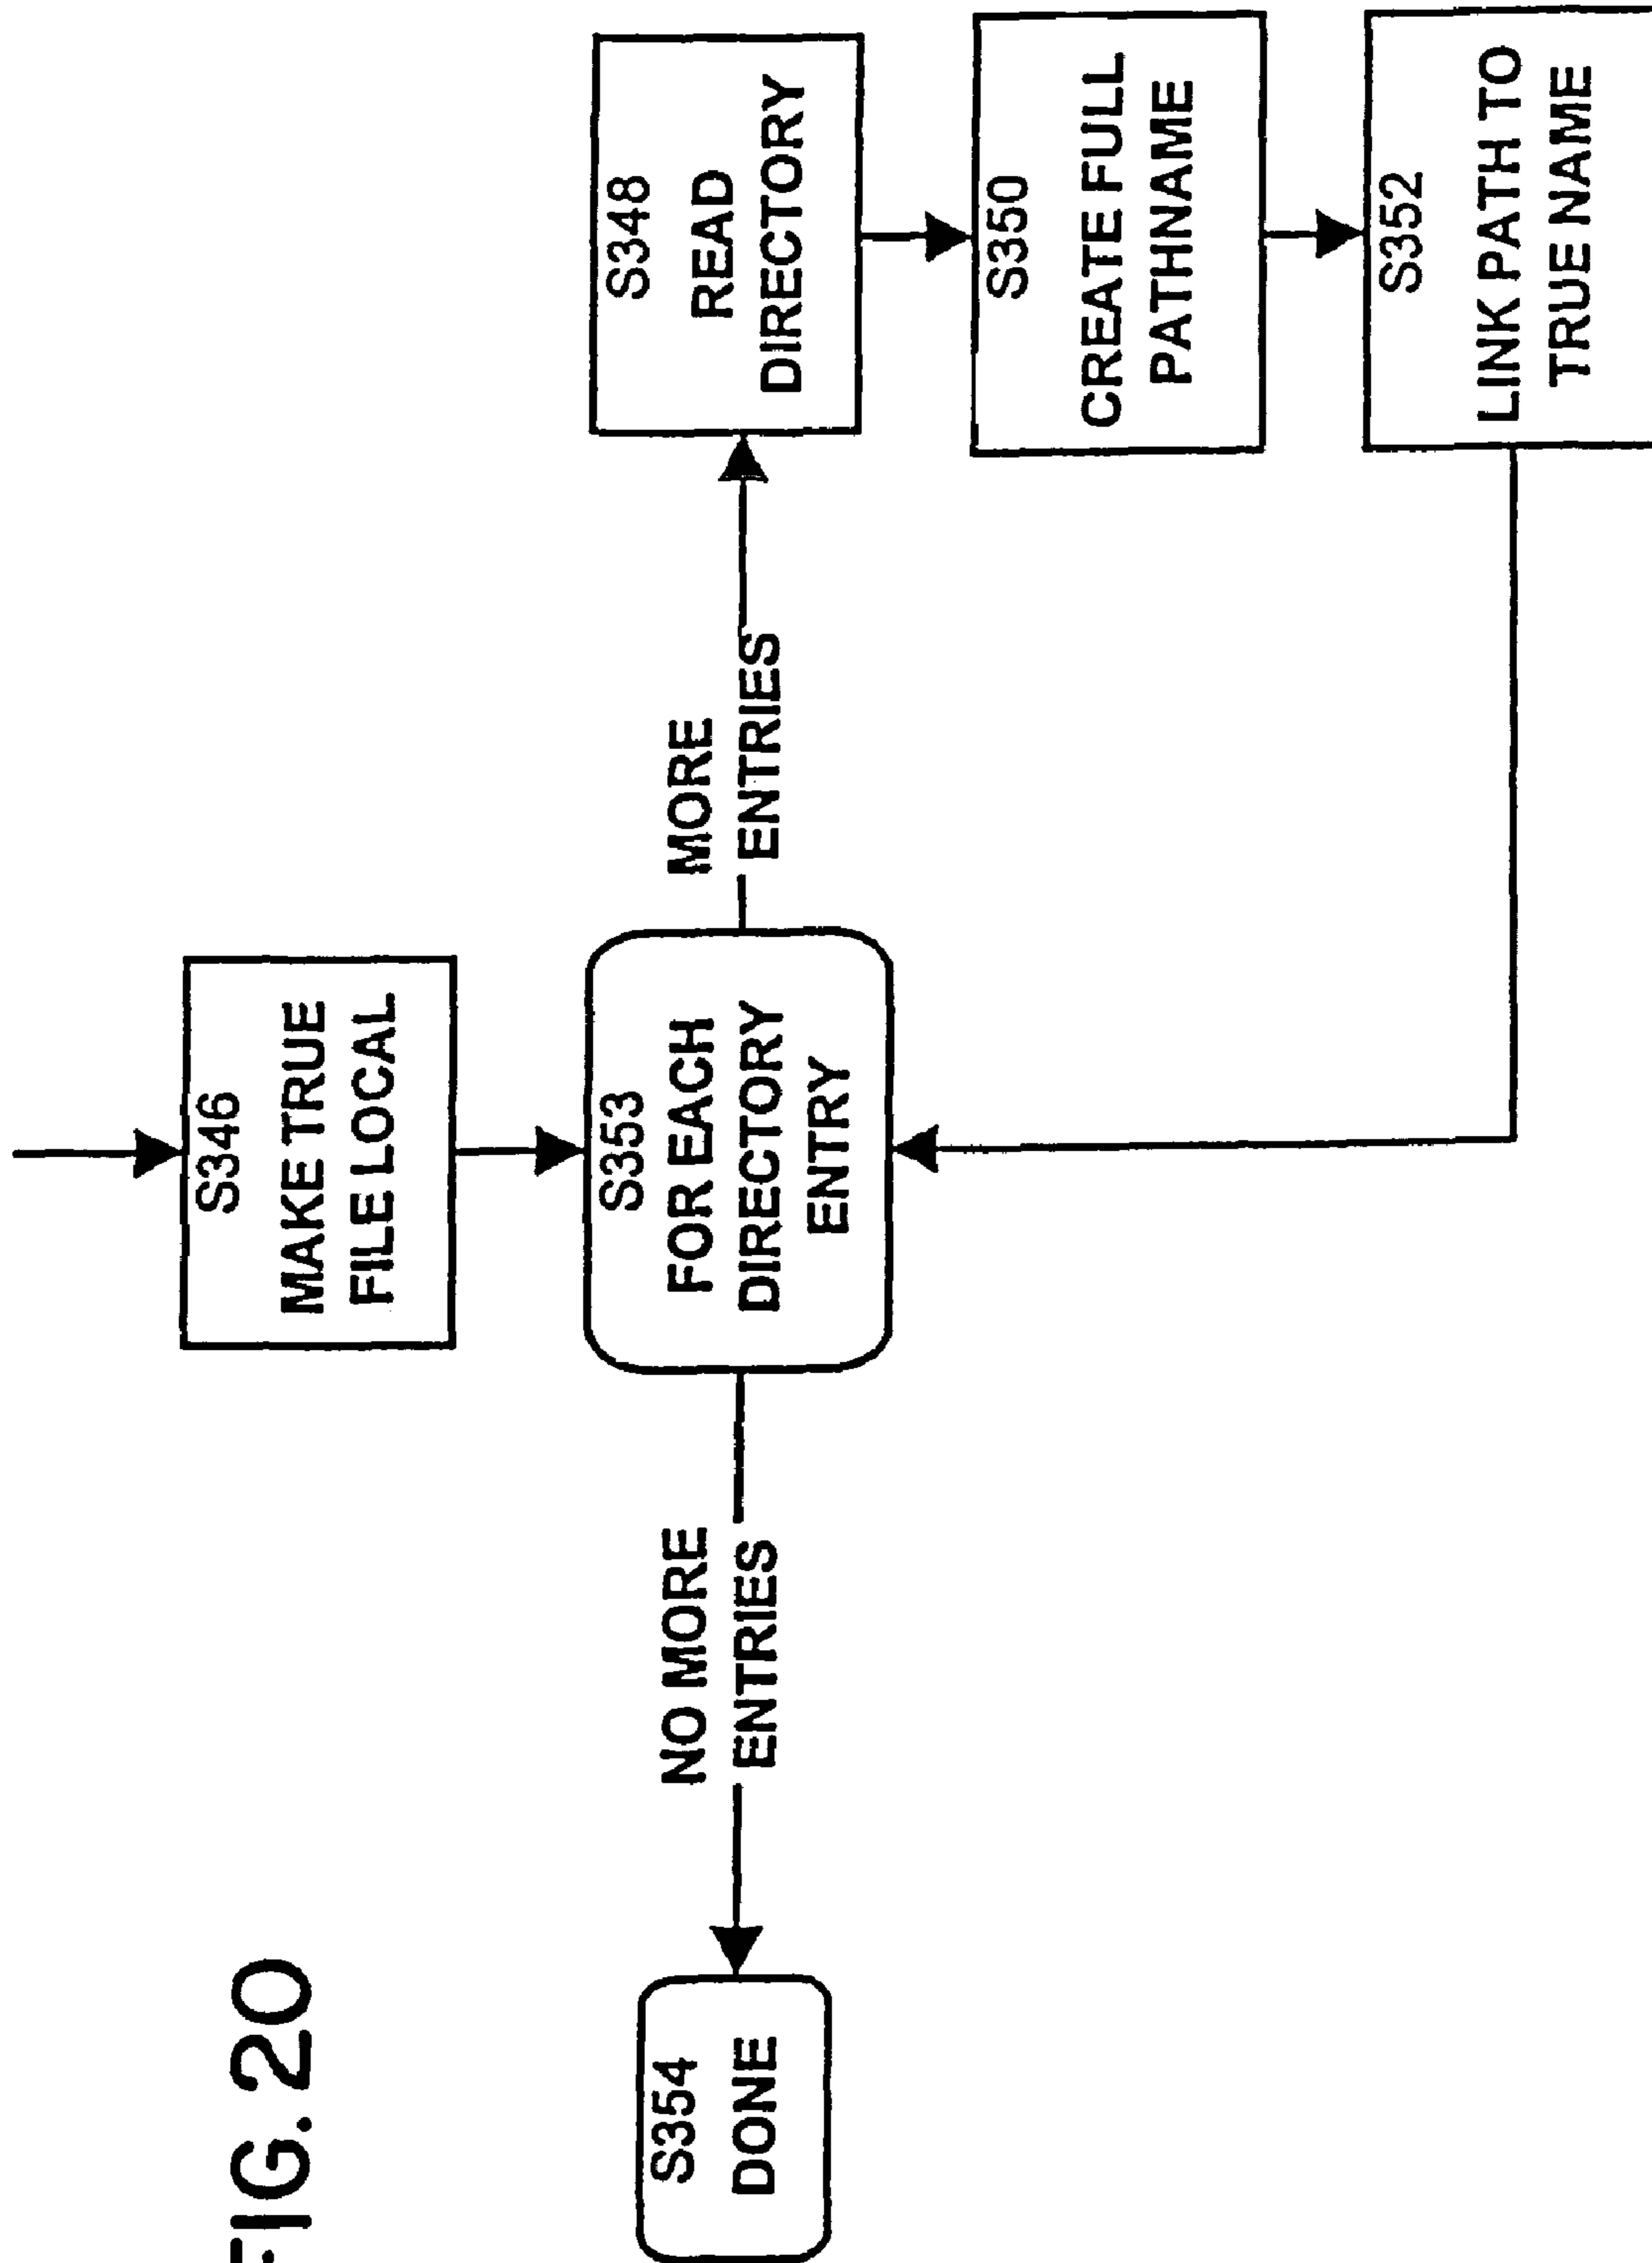 FIG. 20
S346
MAKE TRUE
FILE LOCAL
S353
FOR EACH
DIRECTORY
ENTRY
NO MORE
ENTRIES
S354
DONE
MORE
ENTRIES
S348
READ
DIRECTORY
S350
CREATE FULL
PATHNAME
S352
LINK PATH TO
TRUE NAME